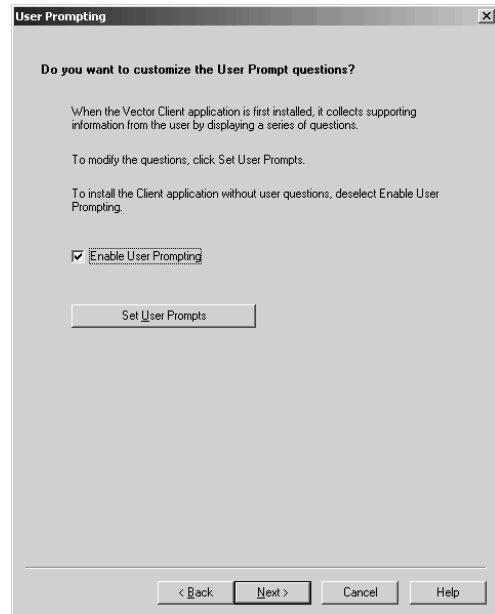 User Prompting
Do you want to customize the User Prompt questions?
When the Vector Client application is first installed, it collects supporting
information from the user by displaying a series of questions.
To modify the questions, click Set User Prompts.
To install the Client application without user questions, deselect Enable User
Prompting.
Enable User Prompting
Set User Prompts
< Back Next > Cancel Help